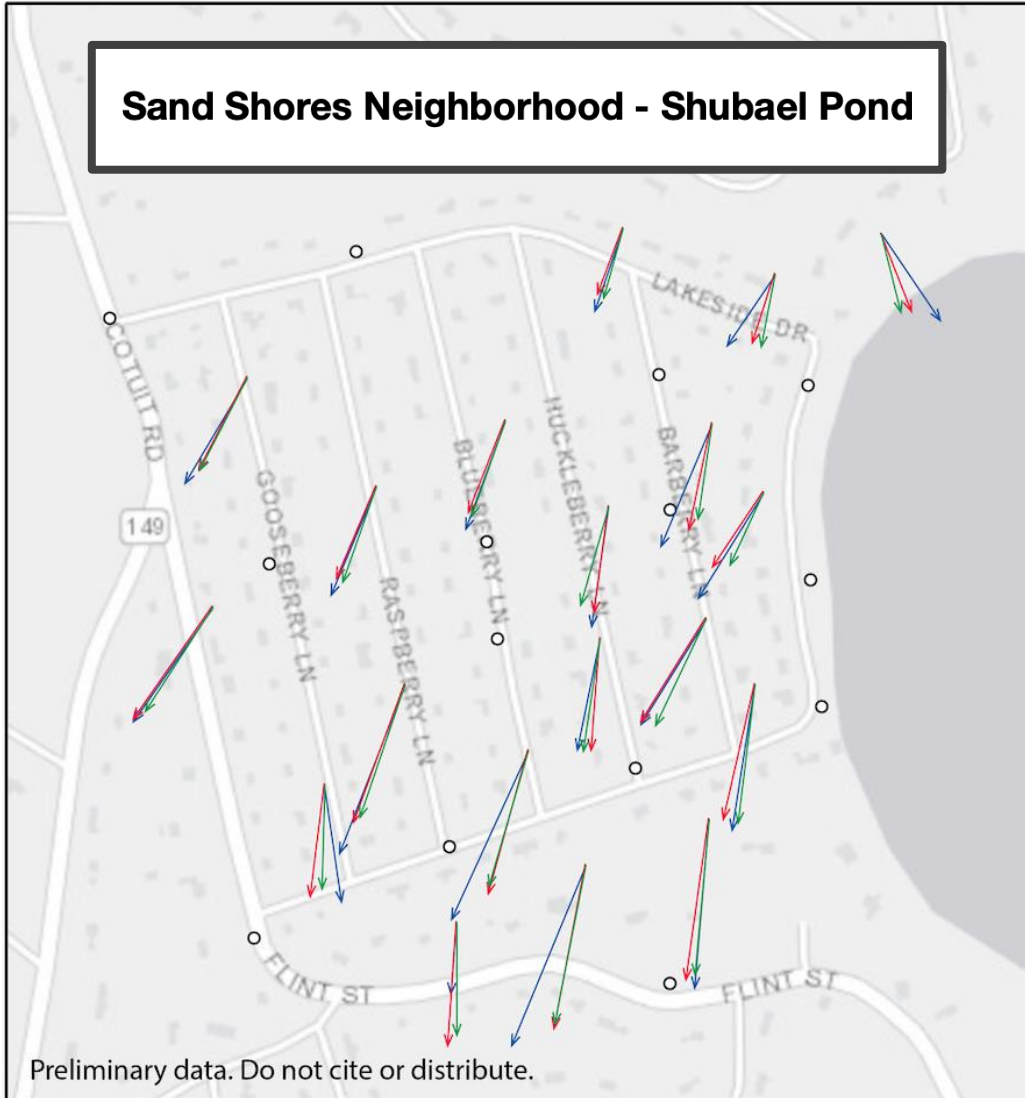 Sand Shores Neighborhood - Shubael Pond
LAKESIDE DR
COTUIT RD
149
GOOSEBERRY LN
RASPBERRY LN
BLUEBERRY LN
HUCKLEBERRY LN
BARBERRY LN
FLINT ST
FLINT ST
Preliminary data. Do not cite or distribute.